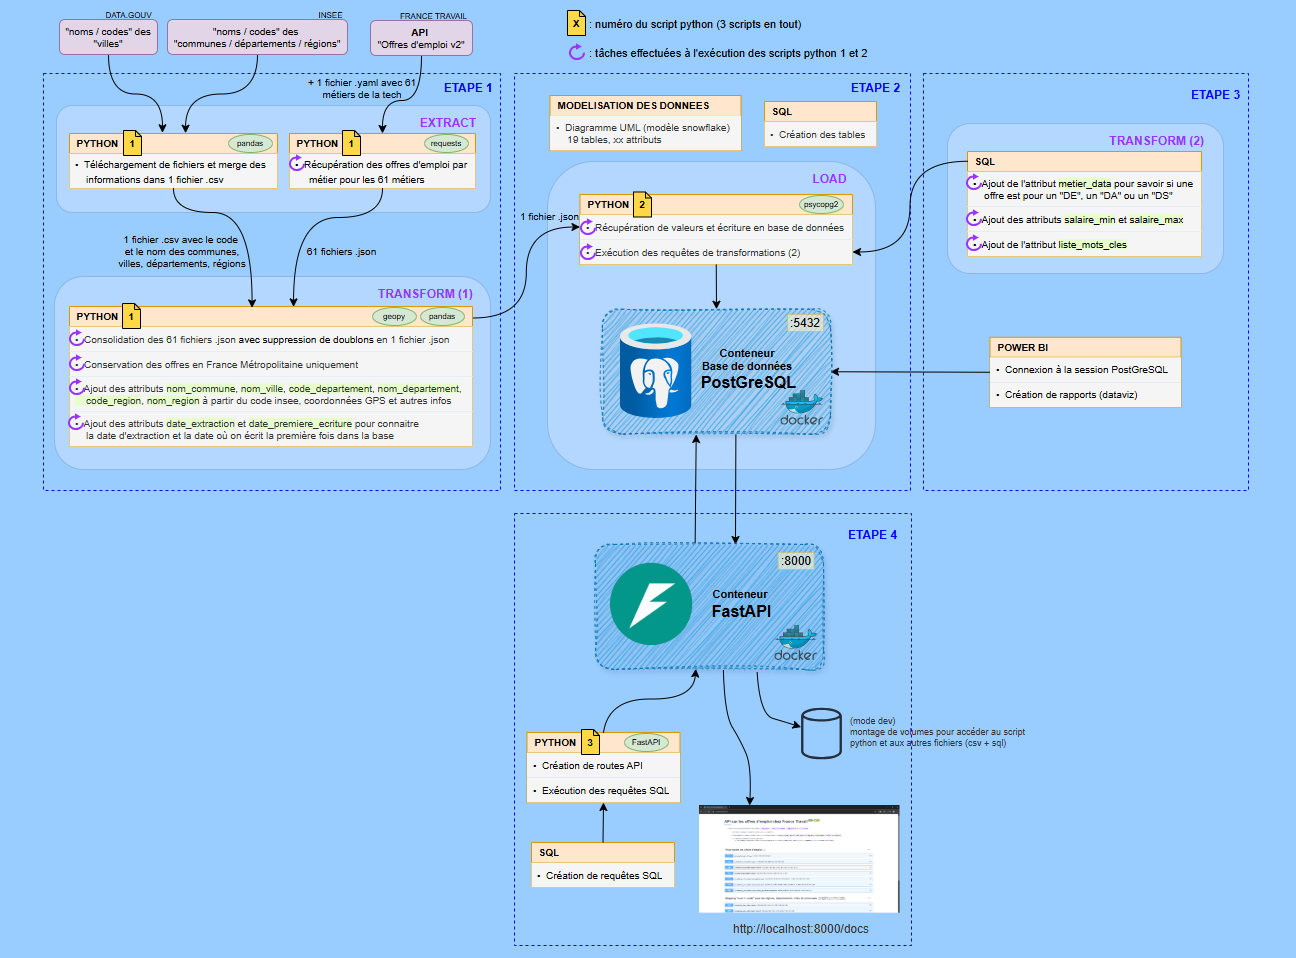 DATA.GOUV
"noms / codes" des
"villes"
INSEE
"noms / codes" des
"communes / départements / régions"
FRANCE TRAVAIL
API
"Offres d'emploi v2"
X : numéro du script python (3 scripts en tout)
: tâches effectuées à l'exécution des scripts python 1 et 2
ETAPE 1
+ 1 fichier .yaml avec 61
métiers de la tech
EXTRACT
PYTHON 1 pandas
• Téléchargement de fichiers et merge des
informations dans 1 fichier .csv
PYTHON 1 requests
Récupération des offres d'emploi par
métier pour les 61 métiers
1 fichier .csv avec le code
et le nom des communes,
villes, départements, régions
61 fichiers .json
TRANSFORM (1)
PYTHON 1 geopy pandas
Consolidation des 61 fichiers .json avec suppression de doublons en 1 fichier .json
Conservation des offres en France Métropolitaine uniquement
Ajout des attributs nom_commune, nom_ville, code_departement, nom_departement,
code_region, nom_region à partir du code insee, coordonnées GPS et autres infos
Ajout des attributs date_extraction et date_premiere_ecriture pour connaitre
la date d'extraction et la date où on écrit la première fois dans la base
ETAPE 2
MODELISATION DES DONNEES
• Diagramme UML (modèle snowflake)
19 tables, xx attributs
SQL
• Création des tables
LOAD
1 fichier .json
PYTHON 2 psycopg2
Récupération de valeurs et écriture en base de données
Exécution des requêtes de transformations (2)
:5432
Conteneur
Base de données
PostGreSQL
docker
ETAPE 3
TRANSFORM (2)
SQL
Ajout de l'attribut metier_data pour savoir si une
offre est pour un "DE", un "DA" ou un "DS"
Ajout des attributs salaire_min et salaire_max
Ajout de l'attribut liste_mots_cles
POWER BI
• Connexion à la session PostGreSQL
• Création de rapports (dataviz)
ETAPE 4
:8000
Conteneur
FastAPI
docker
(mode dev)
montage de volumes pour accéder au script
python et aux autres fichiers (csv + sql)
PYTHON 3 FastAPI
• Création de routes API
• Exécution des requêtes SQL
SQL
• Création de requêtes SQL
API sur les offres d'emploi chez France Travail
http://localhost:8000/docs